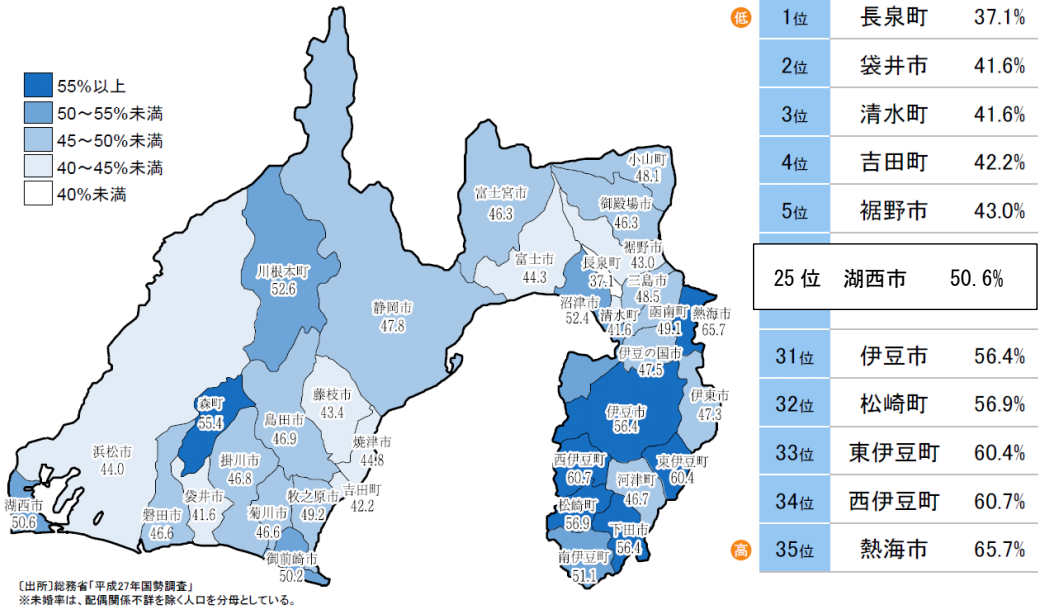 55%以上
50～55%未満
45～50%未満
40～45%未満
40%未満
小山町
48.1
富士宮市
46.3
御殿場市
46.3
裾野市
43.0
富士市
44.3
長泉町
37.1
三島市
48.5
川根本町
52.6
静岡市
47.8
沼津市
52.4
清水町
41.6
函南町
49.1
熱海市
65.7
伊豆の国市
47.5
藤枝市
43.4
森町
55.4
島田市
46.9
伊豆市
56.4
伊東市
47.3
焼津市
44.8
浜松市
44.0
掛川市
46.8
西伊豆町
60.7
東伊豆町
60.4
河津町
46.7
吉田町
42.2
湖西市
50.6
袋井市
41.6
牧之原市
49.2
磐田市
46.6
菊川市
46.6
松崎町
56.9
下田市
56.4
御前崎市
50.2
南伊豆町
51.1
〔出所〕総務省「平成27年国勢調査」
※未婚率は、配偶関係不詳を除く人口を分母としている。
低 1位 長泉町 37.1%
2位 袋井市 41.6%
3位 清水町 41.6%
4位 吉田町 42.2%
5位 裾野市 43.0%
25位 湖西市 50.6%
31位 伊豆市 56.4%
32位 松崎町 56.9%
33位 東伊豆町 60.4%
34位 西伊豆町 60.7%
高 35位 熱海市 65.7%